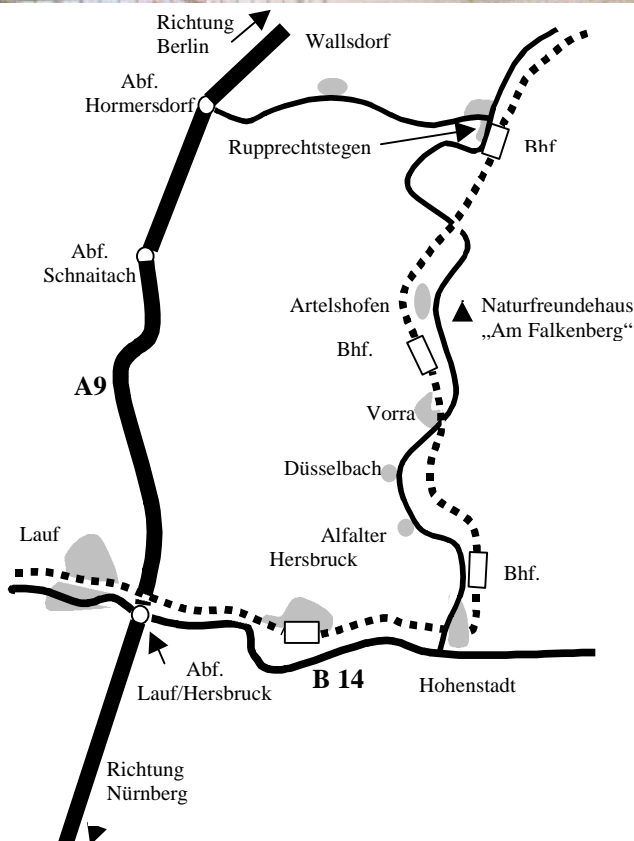 Richtung
Berlin
Wallsdorf
Abf.
Hormersdorf
Rupprechtstegen
Bhf
Abf.
Schnaitach
Artelshofen
Naturfreundehaus
„Am Falkenberg“
Bhf.
A9
Vorra
Düsselbach
Lauf
Alfalter
Hersbruck
Bhf.
Abf.
Lauf/Hersbruck
B 14
Hohenstadt
Richtung
Nürnberg